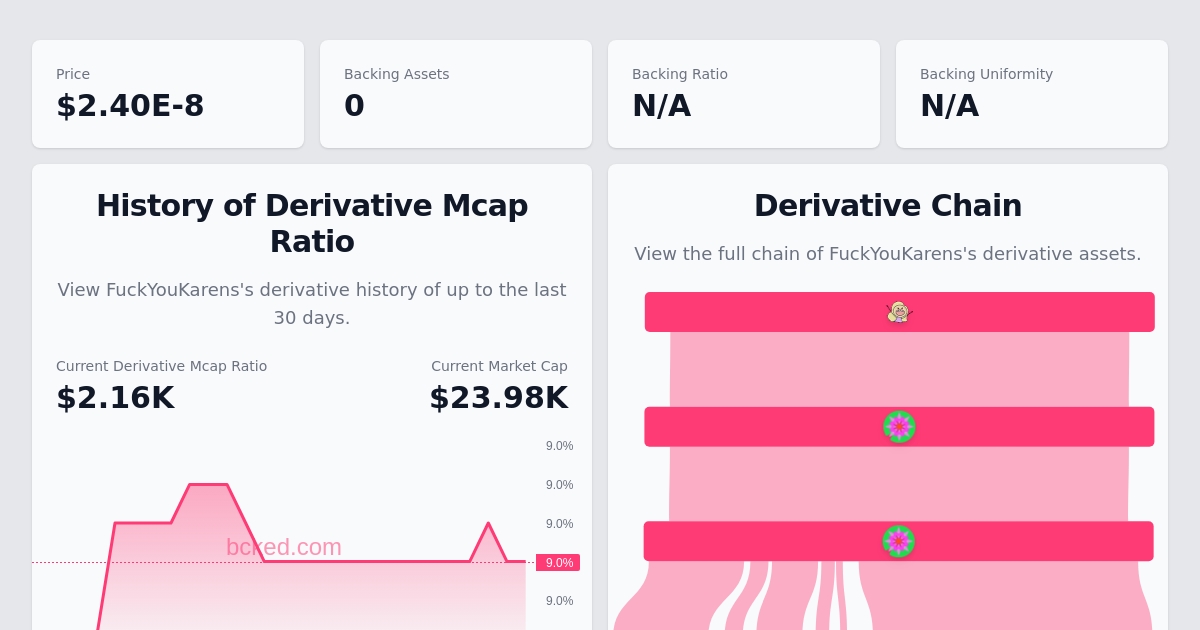 Price
$2.40E-8
Backing Assets
0
Backing Ratio
N/A
Backing Uniformity
N/A
History of Derivative Mcap
Ratio
View FuckYouKarens's derivative history of up to the last
30 days.
Current Derivative Mcap Ratio
$2.16K
Current Market Cap
$23.98K
9.0%
9.0%
9.0%
9.0%
9.0%
bcked.com
Derivative Chain
View the full chain of FuckYouKarens's derivative assets.